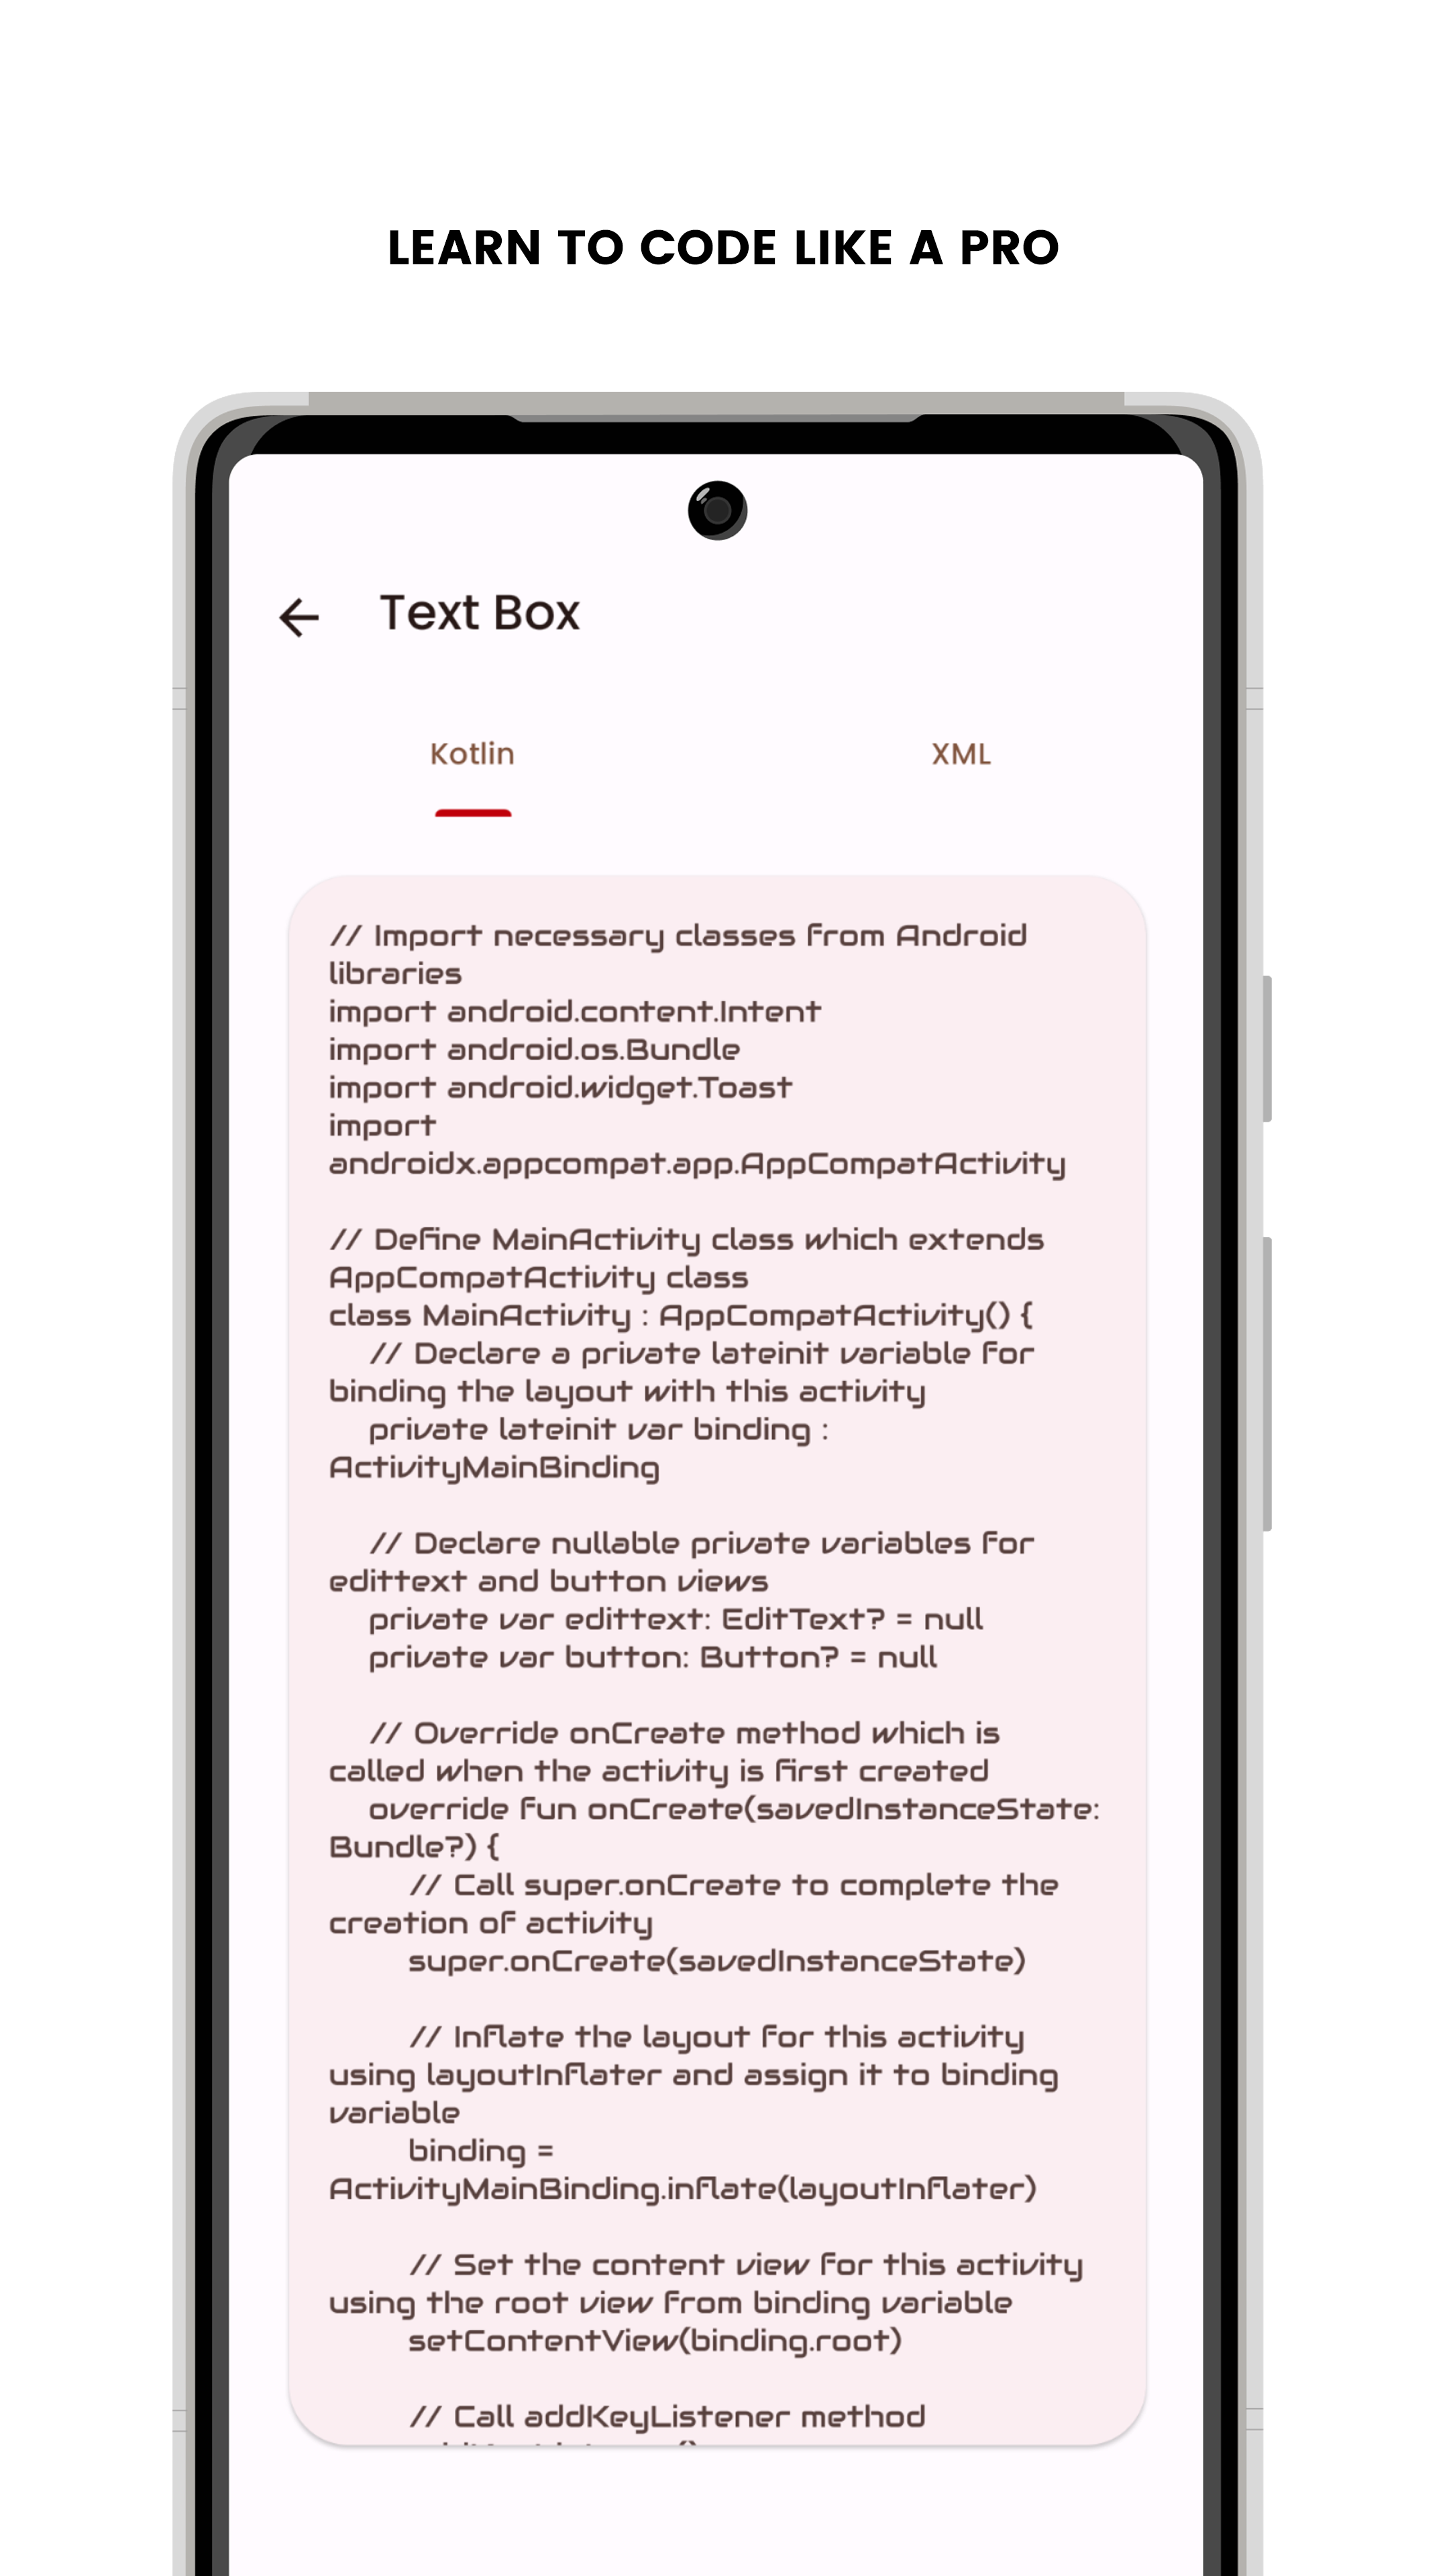 LEARN TO CODE LIKE A PRO
Text Box
Kotlin
XML
// Import necessary classes from Android
libraries
import android.content.Intent
import android.os.Bundle
import android.widget.Toast
import
androidx.appcompat.app.AppCompatActivity
// Define MainActivity class which extends
AppCompatActivity class
class MainActivity : AppCompatActivity() {
// Declare a private lateinit variable for
binding the layout with this activity
private lateinit var binding :
ActivityMainBinding
// Declare nullable private variables for
edittext and button views
private var edittext: EditText? = null
private var button: Button? = null
// Override onCreate method which is
called when the activity is first created
override fun onCreate(savedInstanceState:
Bundle?) {
// Call super.onCreate to complete the
creation of activity
super.onCreate(savedInstanceState)
// Inflate the layout for this activity
using layoutInflater and assign it to binding
variable
binding =
ActivityMainBinding.inflate(layoutInflater)
// Set the content view for this activity
using the root view from binding variable
setContentView(binding.root)
// Call addKeyListener method